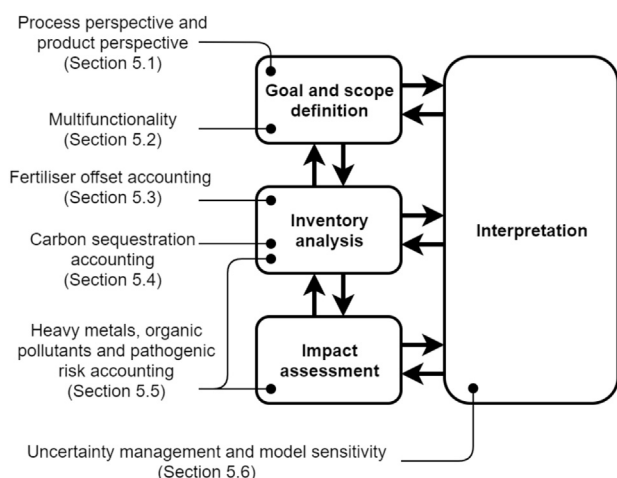 Process perspective and
product perspective
(Section 5.1)
Goal and scope
definition
Multifunctionality
(Section 5.2)
Fertiliser offset accounting
(Section 5.3)
Inventory
analysis
Interpretation
Carbon sequestration
accounting
(Section 5.4)
Heavy metals, organic
pollutants and pathogenic
risk accounting
(Section 5.5)
Impact
assessment
Uncertainty management and model sensitivity
(Section 5.6)